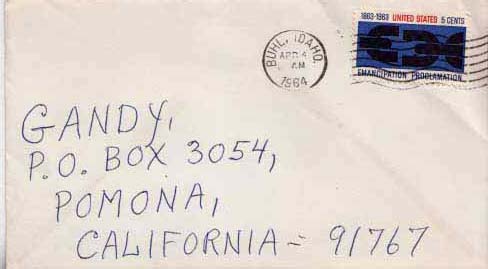 1863-1963 UNITED STATES 5 CENTS
EMANCIPATION PROCLAMATION
BUHL, IDAHO.
APR 4
AM
1964
GANDY,
P.O. BOX 3054,
POMONA,
CALIFORNIA - 91767